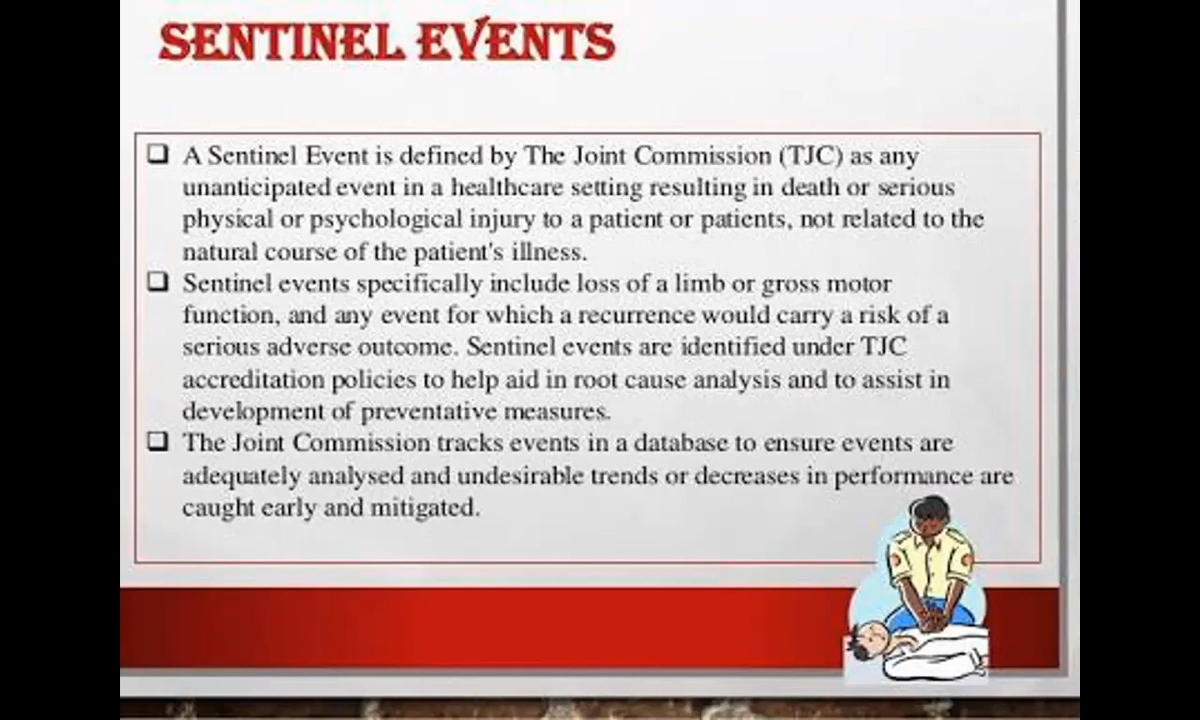 SENTINEL EVENTS
❑ A Sentinel Event is defined by The Joint Commission (TJC) as any
unanticipated event in a healthcare setting resulting in death or serious
physical or psychological injury to a patient or patients, not related to the
natural course of the patient's illness.
❑ Sentinel events specifically include loss of a limb or gross motor
function, and any event for which a recurrence would carry a risk of a
serious adverse outcome. Sentinel events are identified under TJC
accreditation policies to help aid in root cause analysis and to assist in
development of preventative measures.
❑ The Joint Commission tracks events in a database to ensure events are
adequately analysed and undesirable trends or decreases in performance are
caught early and mitigated.